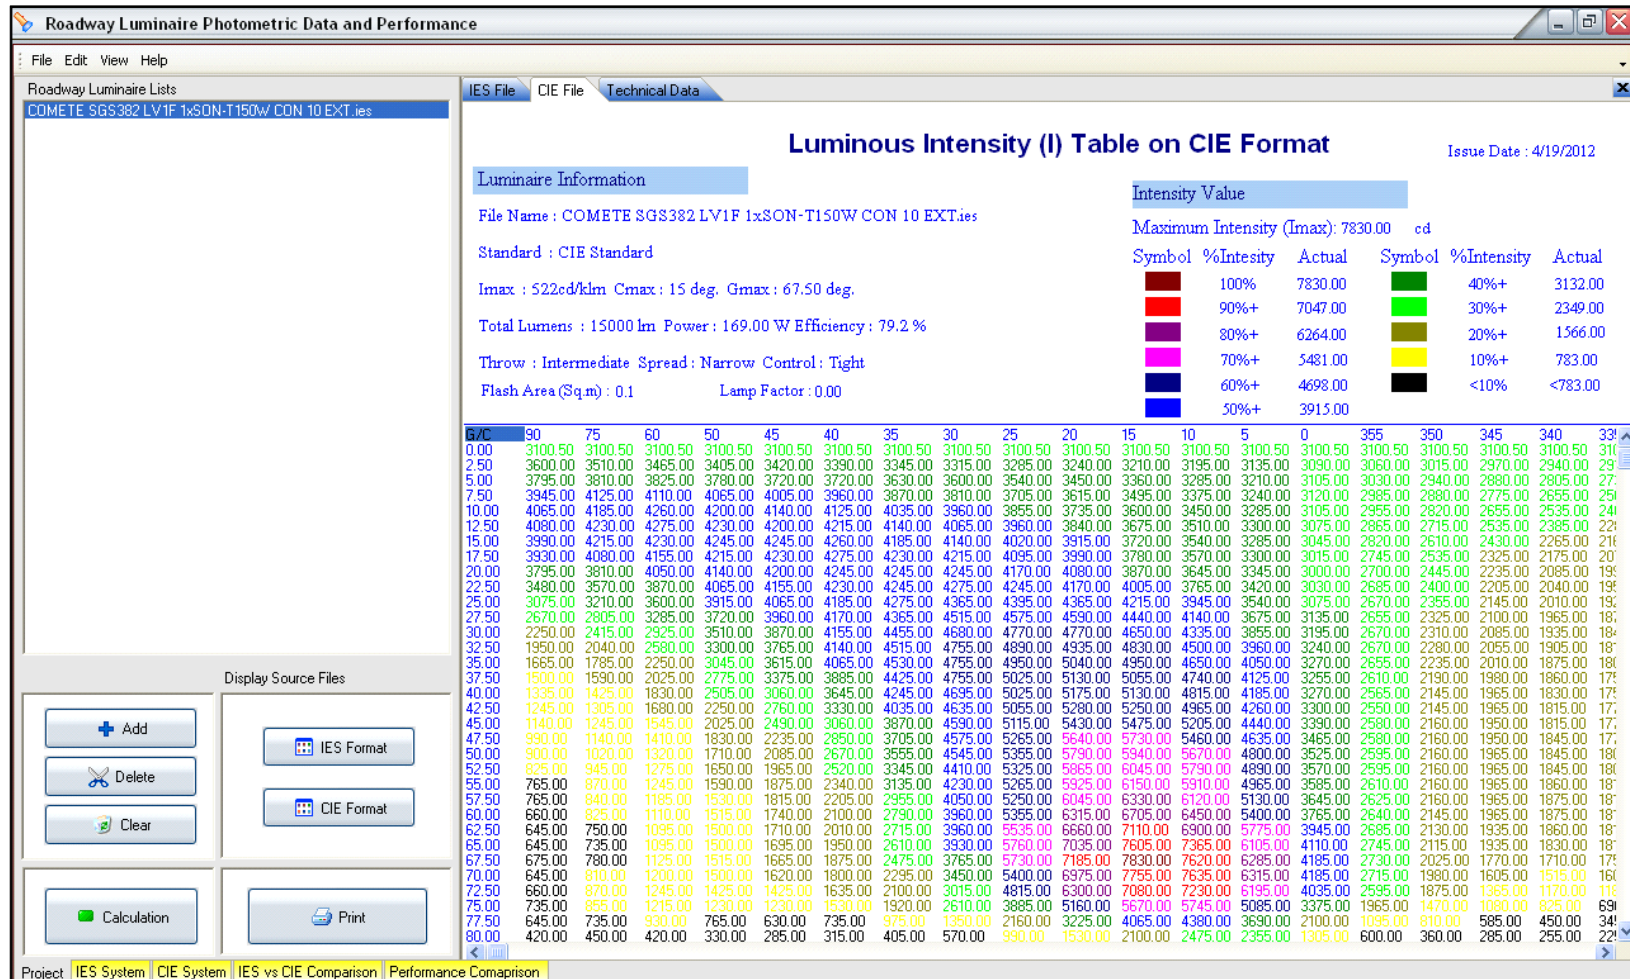 Roadway Luminaire Photometric Data and Performance
File Edit View Help
Roadway Luminaire Lists
COMETE SGS382 LV1F 1xSON-T150W CON 10 EXT.ies
IES File CIE File Technical Data
Luminous Intensity (I) Table on CIE Format
Issue Date : 4/19/2012
Luminaire Information
File Name : COMETE SGS382 LV1F 1xSON-T150W CON 10 EXT.ies
Standard : CIE Standard
Imax : 522cd/klm Cmax : 15 deg. Gmax : 67.50 deg.
Total Lumens : 15000 lm Power : 169.00 W Efficiency : 79.2 %
Throw : Intermediate Spread : Narrow Control : Tight
Flash Area (Sq.m) : 0.1 Lamp Factor : 0.00
Intensity Value
Maximum Intensity (Imax): 7830.00 cd
Symbol %Intesity Actual Symbol %Intensity Actual
100% 7830.00 40%+ 3132.00
90%+ 7047.00 30%+ 2349.00
80%+ 6264.00 20%+ 1566.00
70%+ 5481.00 10%+ 783.00
60%+ 4698.00 <10% <783.00
50%+ 3915.00
G/C 90 75 60 50 45 40 35 30 25 20 15 10 5 0 355 350 345 340
0.00 3100.50 3100.50 3100.50 3100.50 3100.50 3100.50 3100.50 3100.50 3100.50 3100.50 3100.50 3100.50 3100.50 3100.50 3100.50 3100.50 3100.50 3100.50
2.50 3600.00 3510.00 3465.00 3405.00 3420.00 3390.00 3345.00 3315.00 3285.00 3240.00 3210.00 3195.00 3135.00 3090.00 3060.00 3015.00 2970.00 2940.00
5.00 3795.00 3810.00 3825.00 3780.00 3720.00 3720.00 3630.00 3600.00 3540.00 3450.00 3360.00 3285.00 3210.00 3105.00 3030.00 2940.00 2880.00 2805.00
7.50 3945.00 4125.00 4110.00 4065.00 4005.00 3960.00 3870.00 3810.00 3705.00 3615.00 3495.00 3375.00 3240.00 3120.00 2985.00 2880.00 2775.00 2655.00
10.00 4065.00 4185.00 4260.00 4200.00 4140.00 4125.00 4035.00 3960.00 3855.00 3735.00 3600.00 3450.00 3285.00 3105.00 2955.00 2820.00 2655.00 2535.00
12.50 4080.00 4230.00 4275.00 4230.00 4200.00 4215.00 4140.00 4065.00 3960.00 3840.00 3675.00 3510.00 3300.00 3075.00 2865.00 2715.00 2535.00 2385.00
15.00 3990.00 4215.00 4230.00 4245.00 4245.00 4260.00 4185.00 4140.00 4020.00 3915.00 3720.00 3540.00 3285.00 3045.00 2820.00 2610.00 2430.00 2265.00
17.50 3930.00 4080.00 4155.00 4215.00 4230.00 4275.00 4230.00 4215.00 4095.00 3990.00 3780.00 3570.00 3300.00 3015.00 2745.00 2535.00 2325.00 2175.00
20.00 3795.00 3810.00 4050.00 4140.00 4200.00 4245.00 4245.00 4245.00 4170.00 4080.00 3870.00 3645.00 3345.00 3000.00 2700.00 2445.00 2235.00 2085.00
22.50 3480.00 3570.00 3870.00 4065.00 4155.00 4230.00 4245.00 4275.00 4245.00 4170.00 4005.00 3765.00 3420.00 3030.00 2685.00 2400.00 2205.00 2040.00
25.00 3075.00 3210.00 3600.00 3915.00 4065.00 4185.00 4275.00 4365.00 4395.00 4365.00 4215.00 3945.00 3540.00 3075.00 2670.00 2355.00 2145.00 2010.00
27.50 2670.00 2805.00 3285.00 3720.00 3960.00 4170.00 4365.00 4515.00 4575.00 4590.00 4440.00 4140.00 3675.00 3135.00 2655.00 2325.00 2100.00 1965.00
30.00 2250.00 2415.00 2925.00 3510.00 3870.00 4155.00 4455.00 4680.00 4770.00 4770.00 4650.00 4335.00 3855.00 3195.00 2670.00 2310.00 2085.00 1935.00
32.50 1950.00 2040.00 2580.00 3300.00 3765.00 4140.00 4515.00 4755.00 4890.00 4935.00 4830.00 4500.00 3960.00 3240.00 2670.00 2280.00 2055.00 1905.00
35.00 1665.00 1785.00 2250.00 3045.00 3615.00 4065.00 4530.00 4755.00 4950.00 5040.00 4950.00 4650.00 4050.00 3270.00 2655.00 2235.00 2010.00 1875.00
37.50 1500.00 1590.00 2025.00 2775.00 3375.00 3885.00 4425.00 4755.00 5025.00 5130.00 5055.00 4740.00 4125.00 3255.00 2610.00 2190.00 1980.00 1860.00
40.00 1335.00 1425.00 1830.00 2505.00 3060.00 3645.00 4245.00 4695.00 5025.00 5175.00 5130.00 4815.00 4185.00 3270.00 2565.00 2145.00 1965.00 1830.00
42.50 1245.00 1305.00 1680.00 2250.00 2760.00 3330.00 4035.00 4635.00 5055.00 5280.00 5250.00 4965.00 4260.00 3300.00 2550.00 2145.00 1950.00 1815.00
45.00 1140.00 1245.00 1545.00 2025.00 2490.00 3060.00 3870.00 4590.00 5115.00 5430.00 5475.00 5205.00 4440.00 3390.00 2580.00 2160.00 1950.00 1815.00
47.50 990.00 1140.00 1410.00 1830.00 2235.00 2850.00 3705.00 4575.00 5265.00 5640.00 5730.00 5460.00 4635.00 3465.00 2580.00 2160.00 1950.00 1845.00
50.00 900.00 1020.00 1320.00 1710.00 2085.00 2670.00 3555.00 4545.00 5355.00 5790.00 5940.00 5670.00 4800.00 3525.00 2595.00 2160.00 1965.00 1845.00
52.50 825.00 945.00 1275.00 1650.00 1965.00 2520.00 3345.00 4410.00 5325.00 5865.00 6045.00 5790.00 4890.00 3570.00 2595.00 2160.00 1965.00 1845.00
55.00 765.00 870.00 1245.00 1590.00 1875.00 2340.00 3135.00 4230.00 5265.00 5925.00 6150.00 5910.00 4965.00 3585.00 2610.00 2160.00 1965.00 1860.00
57.50 765.00 840.00 1185.00 1530.00 1815.00 2205.00 2955.00 4050.00 5250.00 6045.00 6330.00 6120.00 5130.00 3645.00 2625.00 2160.00 1965.00 1875.00
60.00 660.00 825.00 1110.00 1515.00 1740.00 2100.00 2790.00 3960.00 5355.00 6315.00 6705.00 6450.00 5400.00 3765.00 2640.00 2145.00 1965.00 1860.00
62.50 645.00 750.00 1095.00 1500.00 1710.00 2010.00 2715.00 3960.00 5535.00 6660.00 7110.00 6900.00 5775.00 3945.00 2685.00 2130.00 1935.00 1860.00
65.00 645.00 735.00 1095.00 1500.00 1695.00 1950.00 2610.00 3930.00 5760.00 7035.00 7605.00 7365.00 6105.00 4110.00 2745.00 2115.00 1935.00 1830.00
67.50 675.00 780.00 1125.00 1515.00 1665.00 1875.00 2475.00 3765.00 5730.00 7185.00 7830.00 7620.00 6285.00 4185.00 2730.00 2025.00 1770.00 1710.00
70.00 645.00 810.00 1200.00 1500.00 1620.00 1800.00 2295.00 3450.00 5400.00 6975.00 7755.00 7635.00 6315.00 4185.00 2715.00 1980.00 1605.00 1515.00
72.50 660.00 870.00 1245.00 1425.00 1425.00 1635.00 2100.00 3015.00 4815.00 6300.00 7080.00 7230.00 6195.00 4035.00 2595.00 1875.00 1365.00 1170.00
75.00 735.00 855.00 1215.00 1230.00 1230.00 1530.00 1920.00 2610.00 3885.00 5160.00 5670.00 5745.00 5085.00 3375.00 1965.00 1470.00 1080.00 825.00
77.50 645.00 735.00 930.00 765.00 630.00 735.00 975.00 1350.00 2160.00 3225.00 4065.00 4380.00 3690.00 2100.00 1095.00 810.00 585.00 450.00
80.00 420.00 450.00 420.00 330.00 285.00 315.00 405.00 570.00 990.00 1530.00 2100.00 2475.00 2355.00 1305.00 600.00 360.00 285.00 255.00
Display Source Files
Add
Delete
Clear
IES Format
CIE Format
Calculation
Print
Project IES System CIE System IES vs CIE Comparison Performance Comaprison